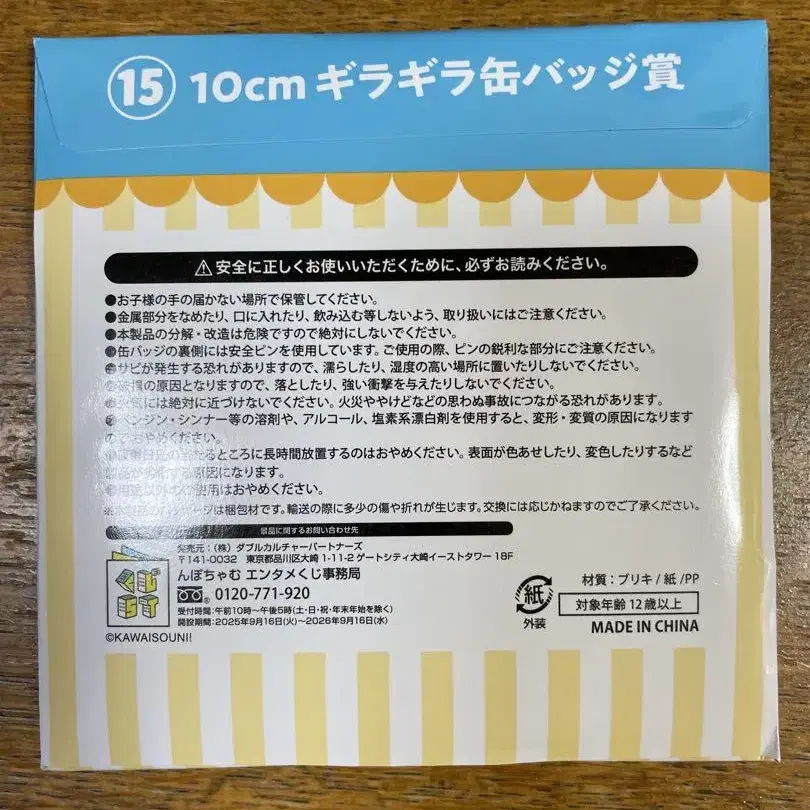 ⑮ 10cm ギラギラ缶バッジ賞
⚠安全に正しくお使いいただくために、必ずお読みください。
●お子様の手の届かない場所で保管してください。
●金属部分をなめたり、口に入れたり、飲み込む等しないよう、取り扱いにはご注意ください。
●本製品の分解・改造は危険ですので絶対にしないでください。
●缶バッジの裏側には安全ピンを使用しています。ご使用の際、ピンの鋭利な部分にご注意ください。
●サビが発生する恐れがありますので、濡らしたり、湿度の高い場所に置いたりしないでください。
の原因となりますので、落としたり、強い衝撃を与えたりしないでください。
には絶対に近づけないでください。火災ややけどなどの思わぬ事故につながる恐れがあります。
ベンジン・シンナー等の溶剤や、アルコール、塩素系漂白剤を使用すると、変形・変質の原因になります
のでおやめください。
ところに長時間放置するのはおやめください。表面が色あせしたり、変色したりするなど
原因になります。
使用はおやめください。
は梱包材です。輸送の際に多少の傷や折れが生じます。交換には応じかねますのでご了承ください。
景品に関するお問い合わせ先
発売元：（株）ダブルカルチャーパートナーズ
〒141-0032 東京都品川区大崎 1-11-2 ゲートシティ大崎イーストタワー 18F
んぽちゃむ エンタメくじ事務局
0120-771-920
受付時間：午前10時～午後5時（土・日・祝・年末年始を除く）
開設期間：2025年9月16日(火)～2026年9月16日(水)
KUJI
ST
©KAWAISOUNI!
紙
外装
材質：ブリキ / 紙 /PP
対象年齢 12 歳以上
MADE IN CHINA